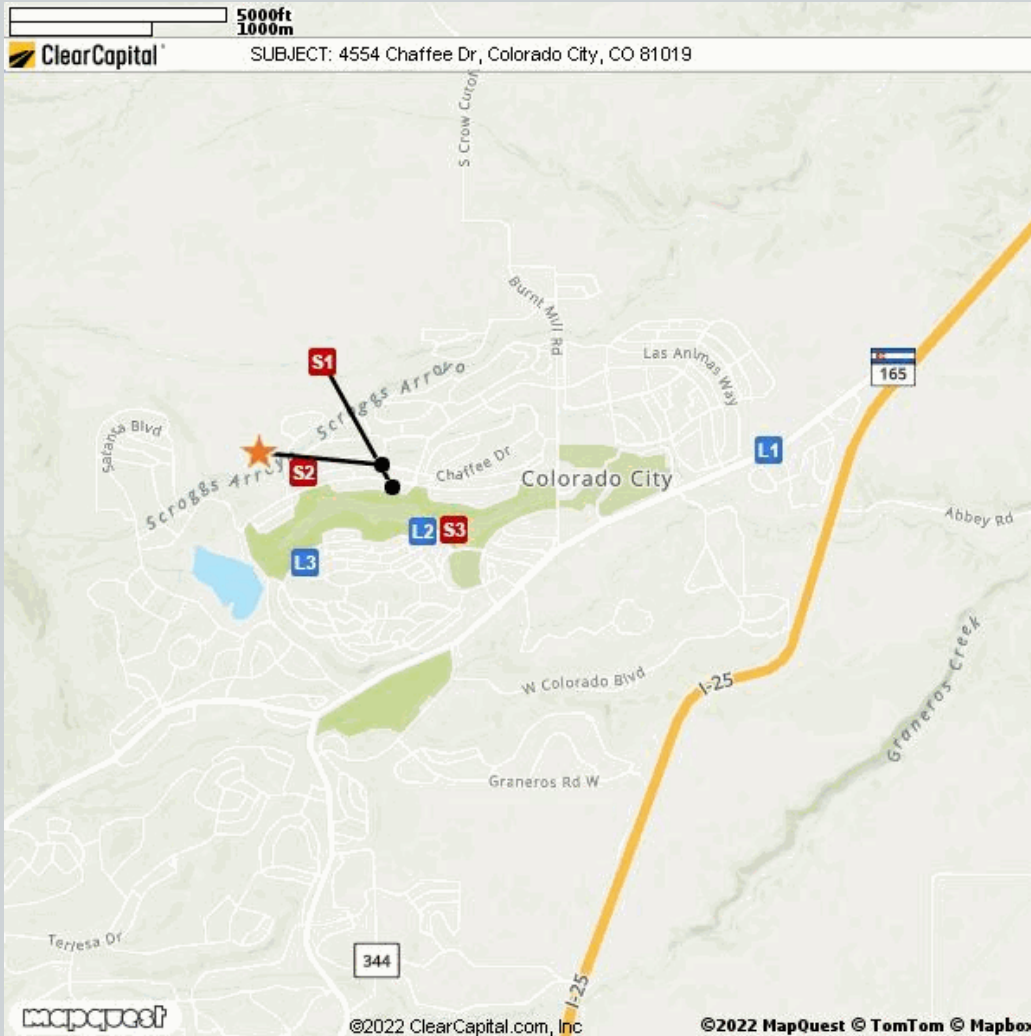 5000ft
1000m
ClearCapital
SUBJECT: 4554 Chaffee Dr, Colorado City, CO 81019
S Crow Cutoff
Burnt Mill Rd
Las Animas Way
S1
165
Scroggs Arroyo
Satanta Blvd
L1
Chaffee Dr
S2
Colorado City
Scroggs Arroyo
Abbey Rd
L2
S3
L3
W Colorado Blvd
I-25
Graneros Creek
Graneros Rd W
Terlesa Dr
344
I-25
mapquest
©2022 ClearCapital.com, Inc
©2022 MapQuest © TomTom © Mapbox